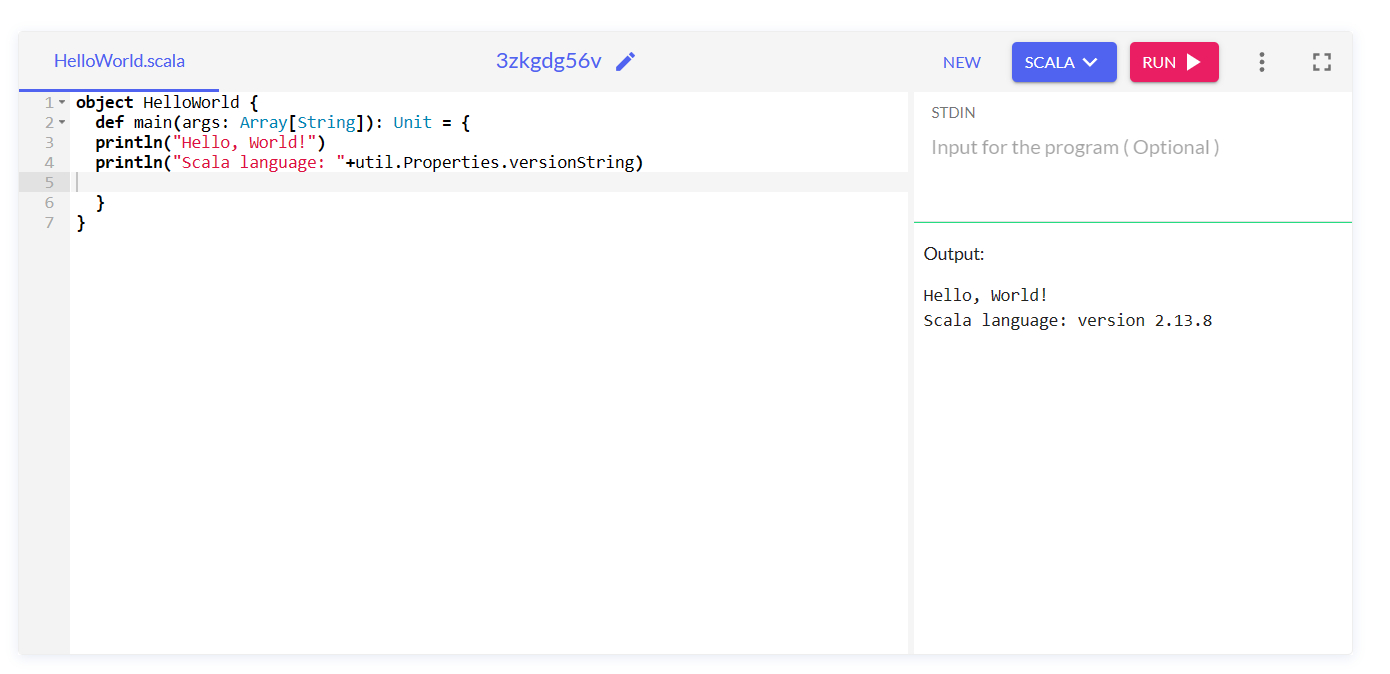 HelloWorld.scala
3zkgdg56v
NEW
SCALA
RUN
1 object HelloWorld {
2   def main(args: Array[String]): Unit = {
3   println("Hello, World!")
4   println("Scala language: "+util.Properties.versionString)
5
6   }
7 }
STDIN
Input for the program ( Optional )
Output:
Hello, World!
Scala language: version 2.13.8